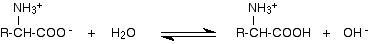 NH3+ NH3+
R-CH-COO- + H2O R-CH-COOH + OH-